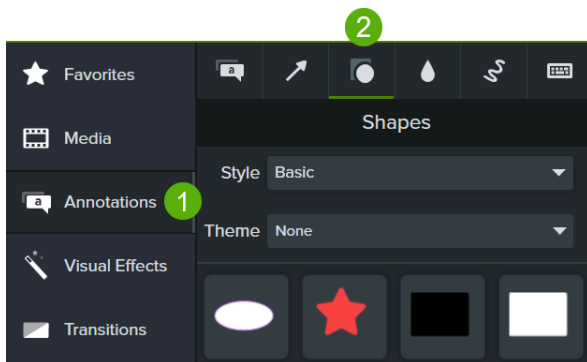 2
Favorites
a
Shapes
Media
Style Basic
a Annotations 1
Theme None
Visual Effects
Transitions